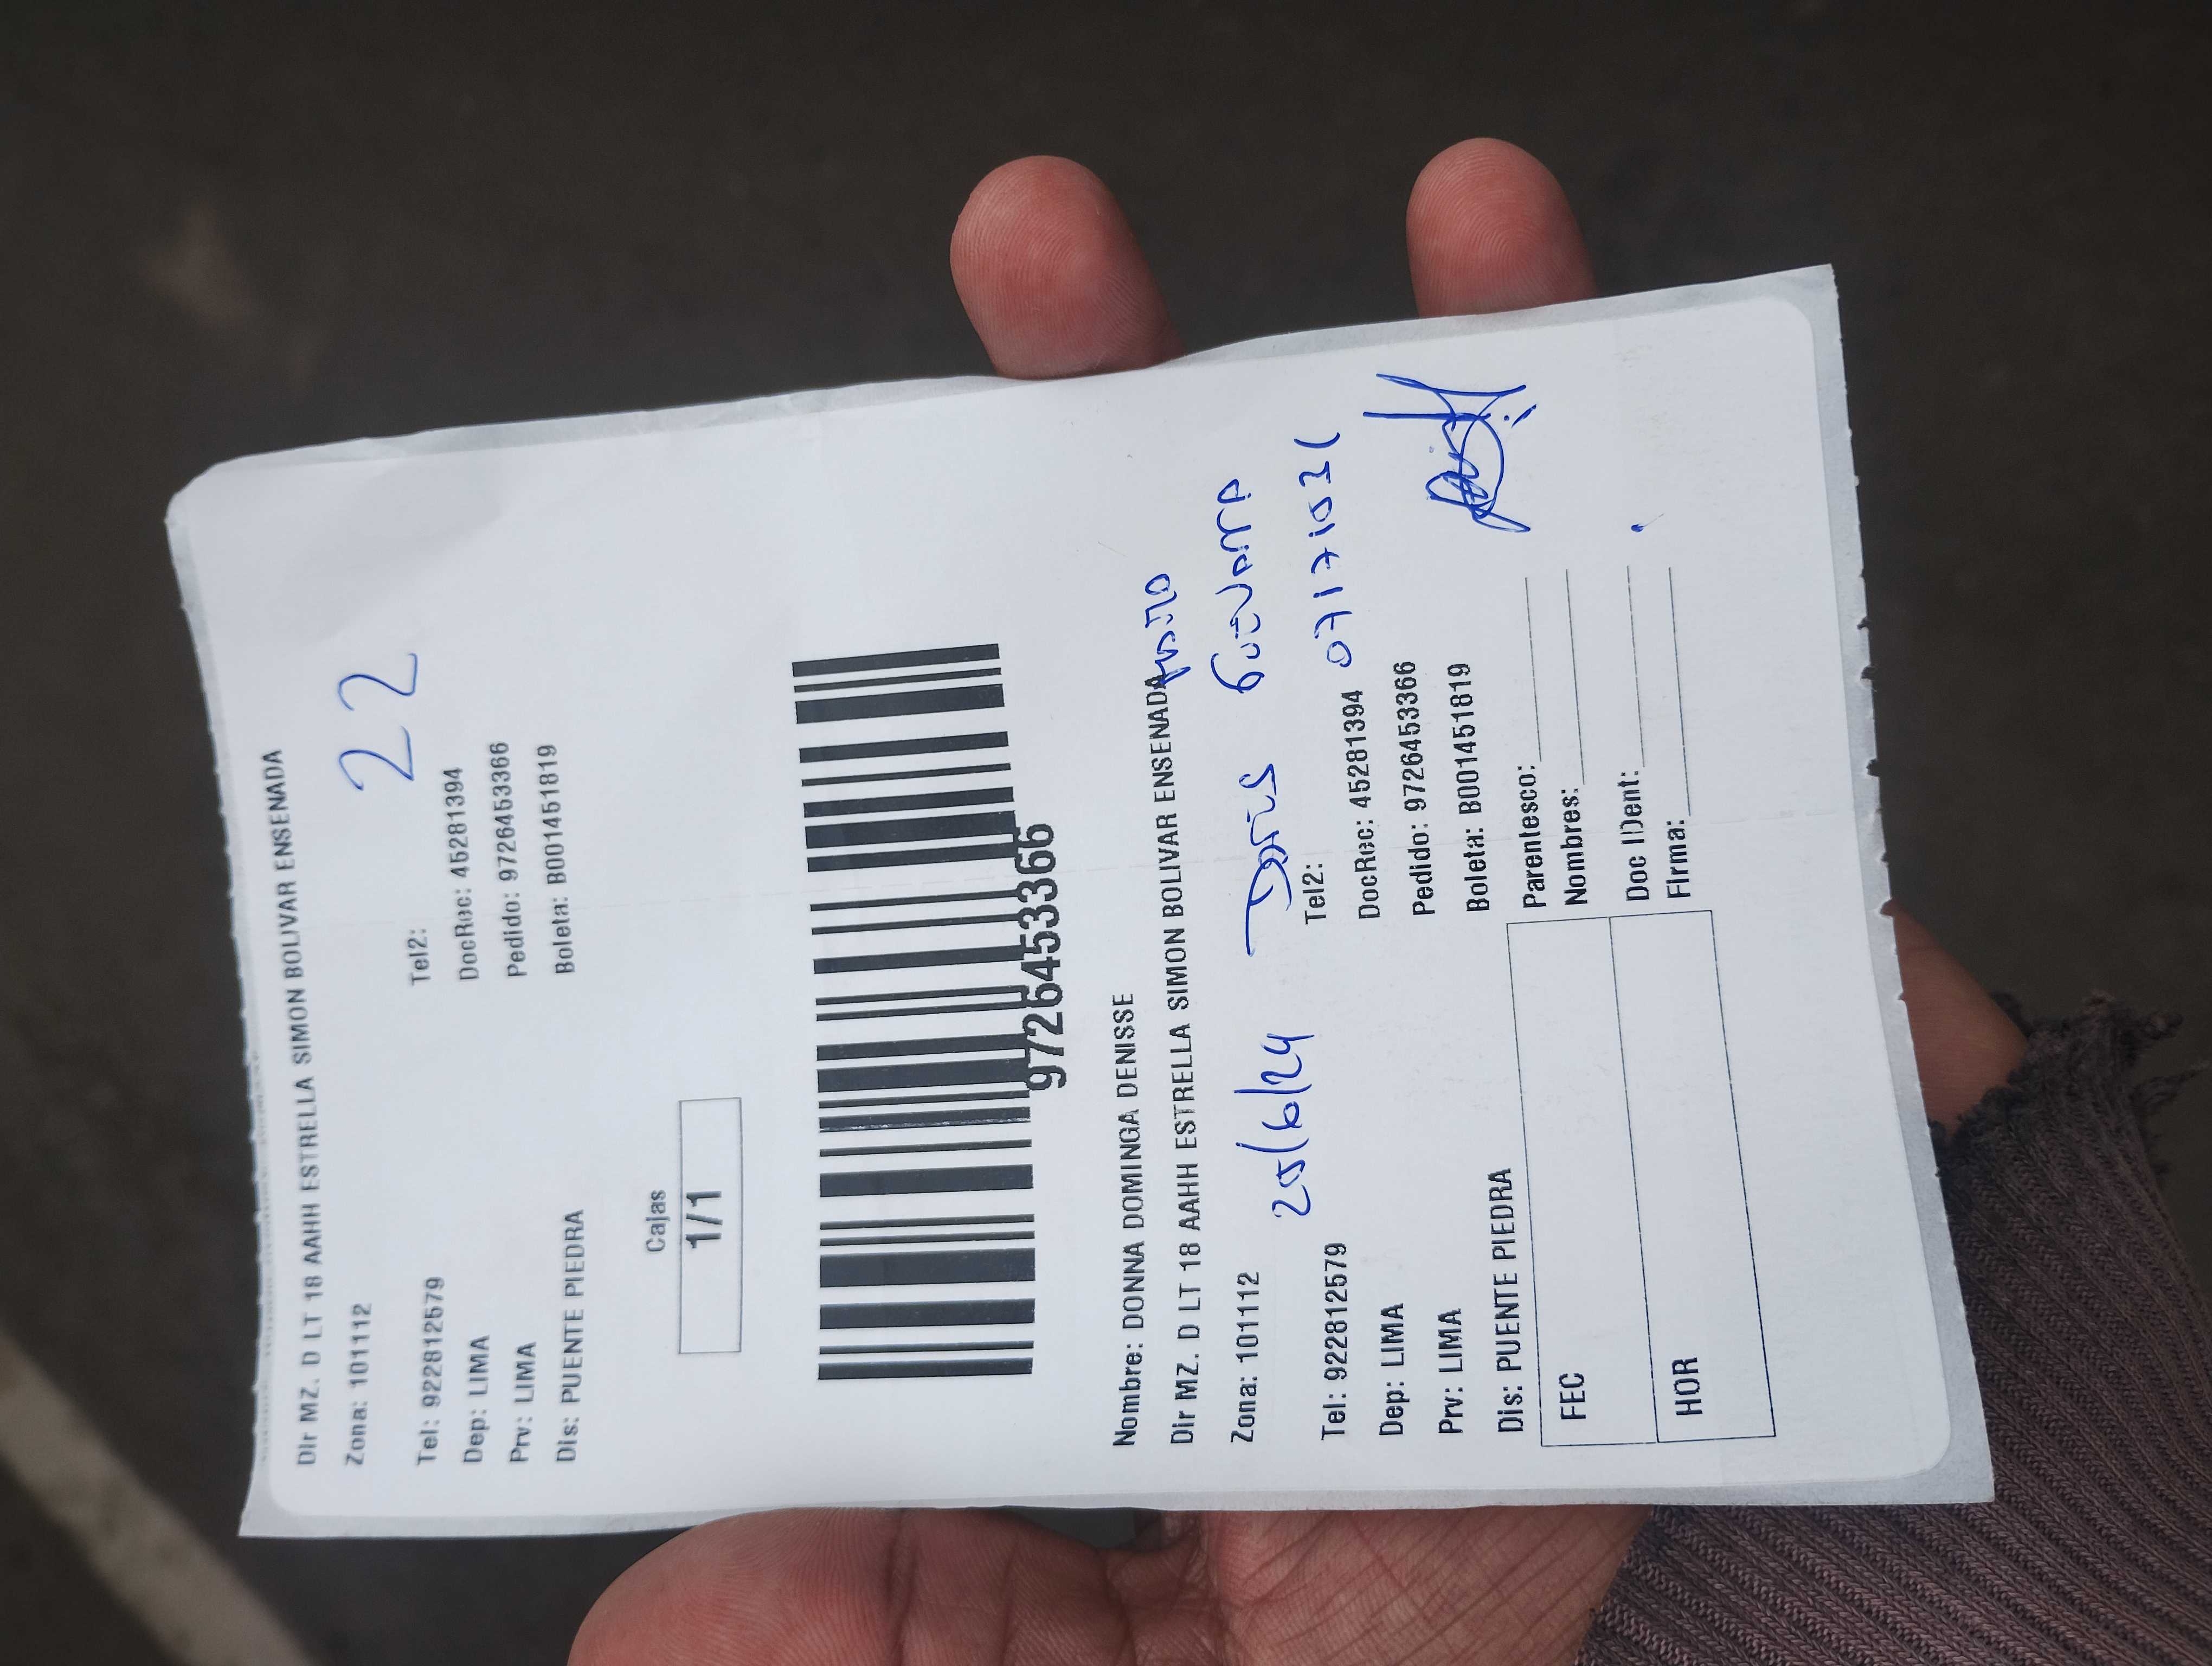 Dir MZ. D LT 18 AAHH ESTRELLA SIMON BOLIVAR ENSENADA
Zona: 101112
22
Tel: 922812579 Tel2:
Dep: LIMA DocRec: 45281394
Prv: LIMA Pedido: 9726453366
Dis: PUENTE PIEDRA Boleta: B001451819
Cajas
1/1
9726453366
Nombre: DONNA DOMINGA DENISSE
Dir MZ. D LT 18 AAHH ESTRELLA SIMON BOLIVAR ENSENADA
Zona: 101112
25/6/24 Doris
Tel: 922812579 Tel2:
Dep: LIMA DocRec: 45281394
Prv: LIMA Pedido: 9726453366
Dis: PUENTE PIEDRA Boleta: B001451819
FEC Parentesco:
Nombres:
HOR Doc IDent:
Firma: